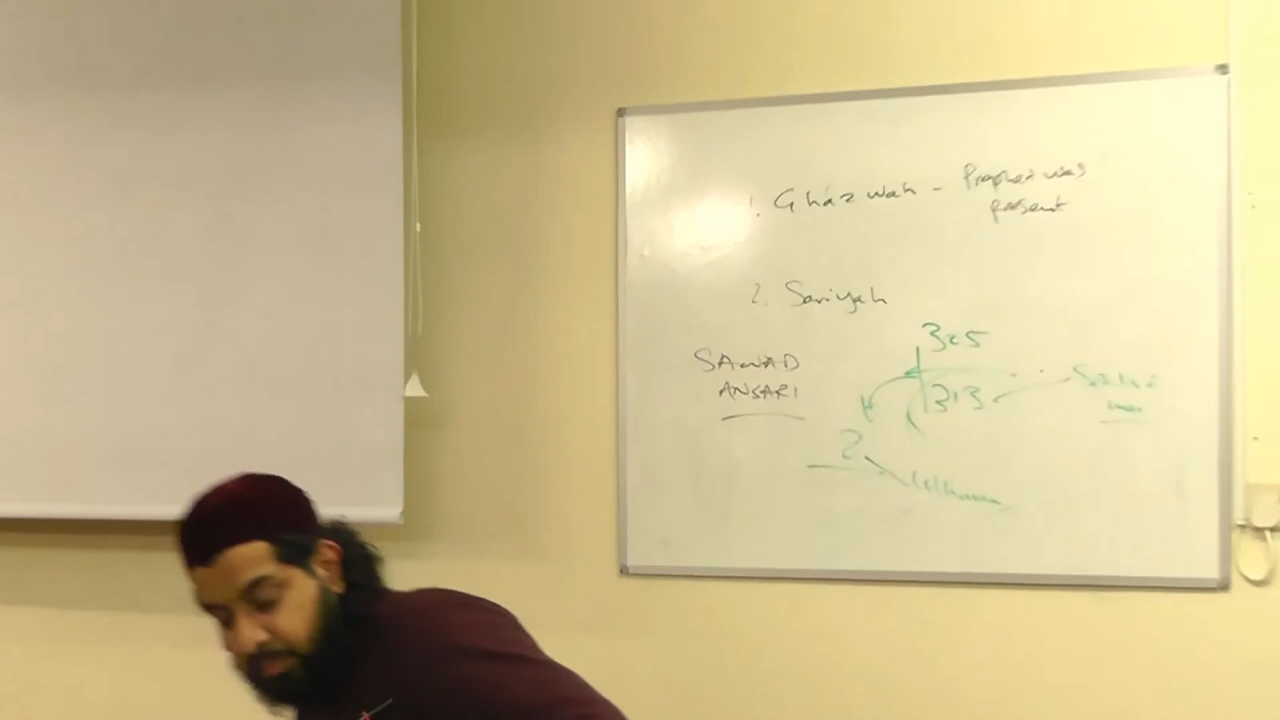 1. Ghazwah - Prophet was
present
2. Sariyah
SAWAD
ANSARI
305
313
2